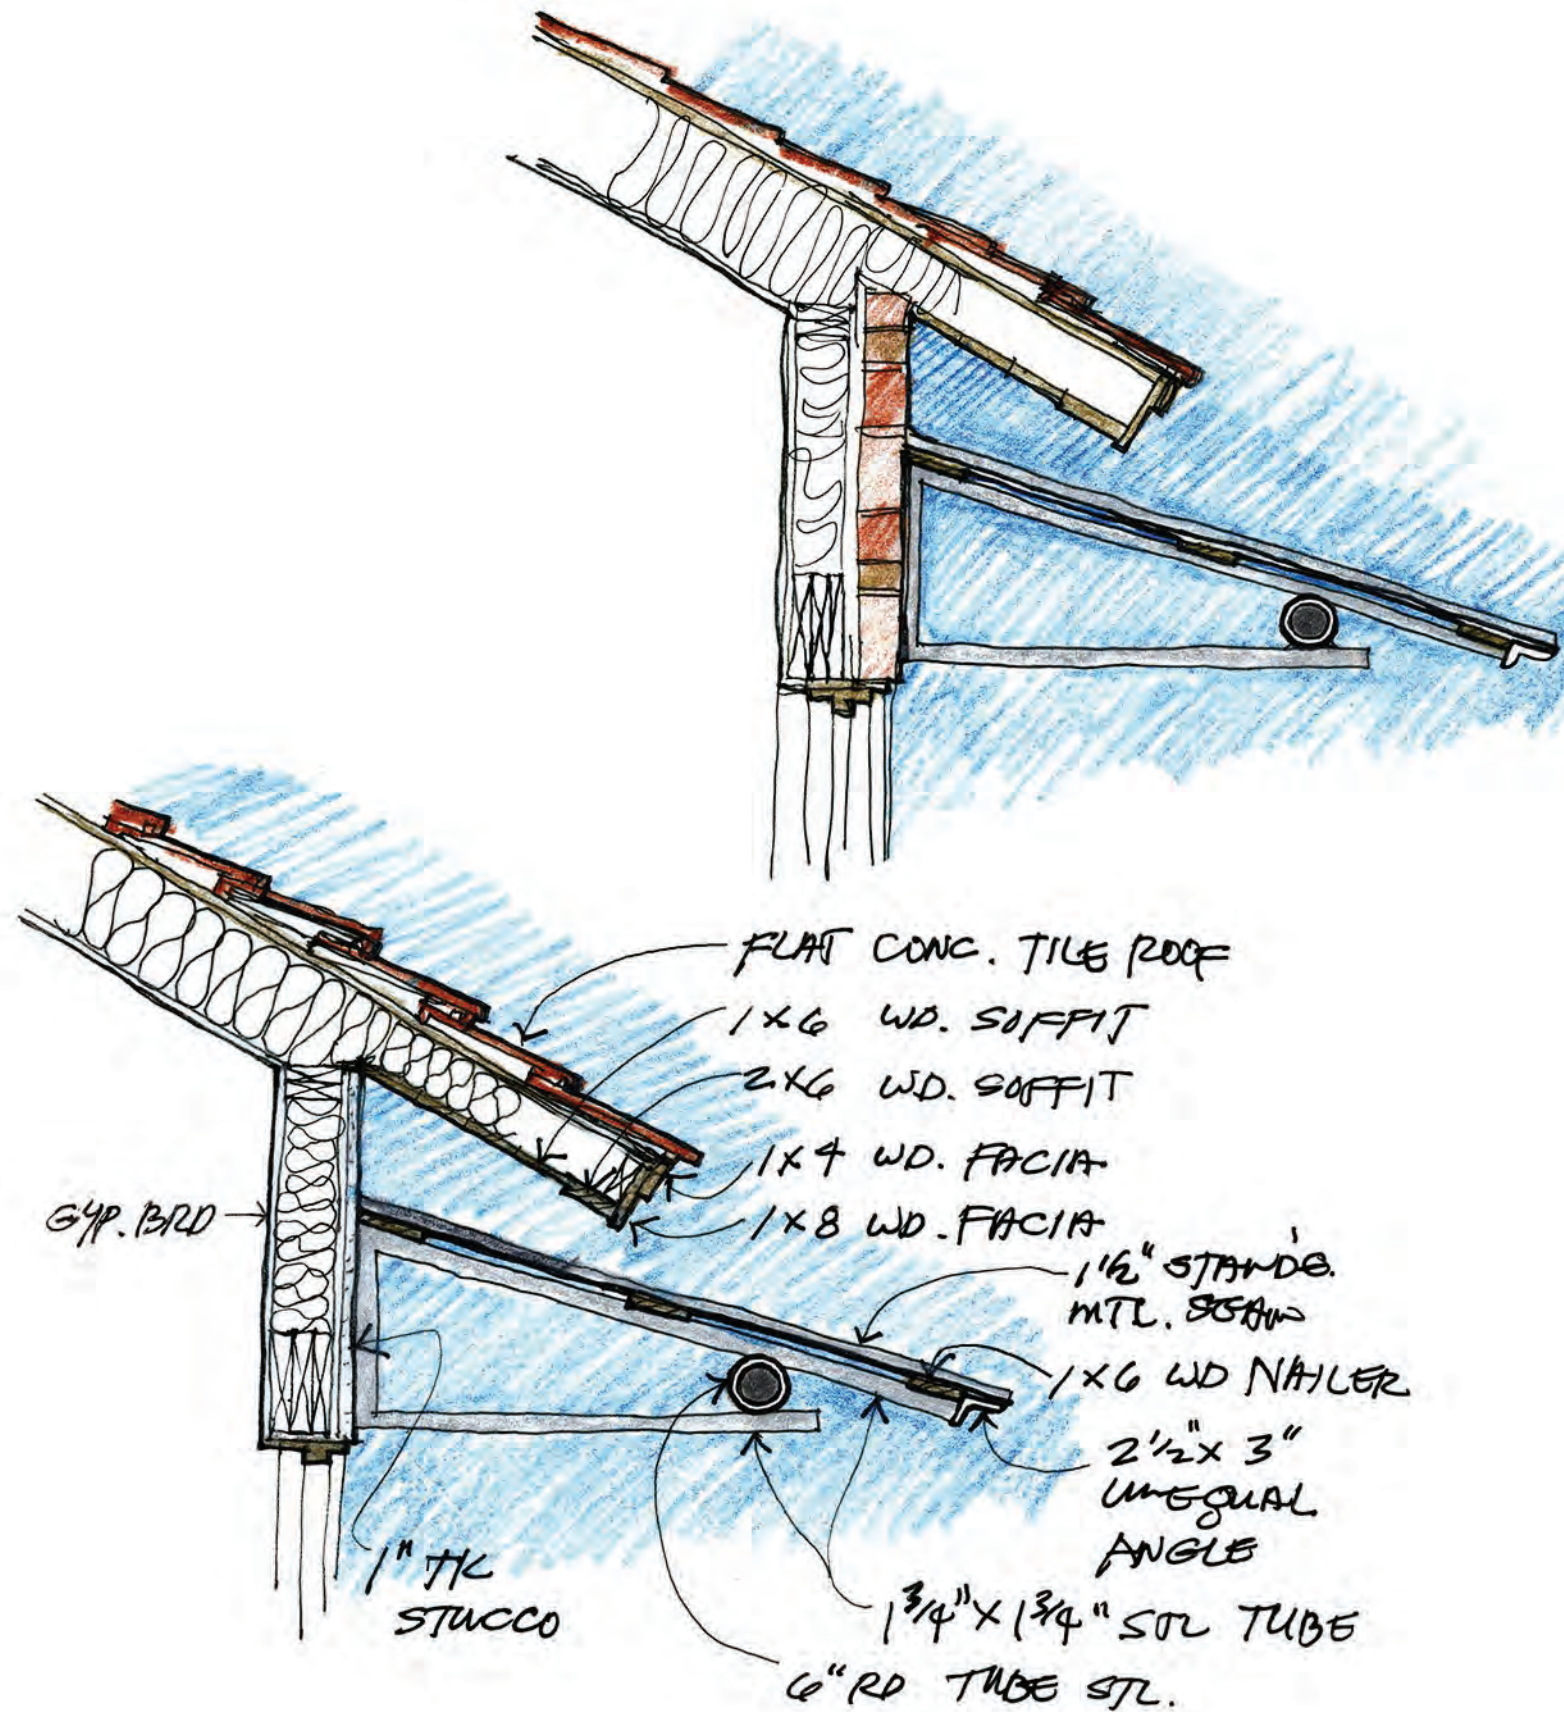 FLAT CONC. TILE ROOF
1X6 WD. SOFFIT
2X6 WD. SOFFIT
1X4 WD. FACIA
GYP. BRD
1X8 WD. FACIA
1½" STAND'G.
MTL. SEAM
1X6 WD NAILER
2½" X 3"
UNEQUAL
ANGLE
1" TK
STUCCO
1¾" X 1¾" STL TUBE
6" RD TUBE STL.